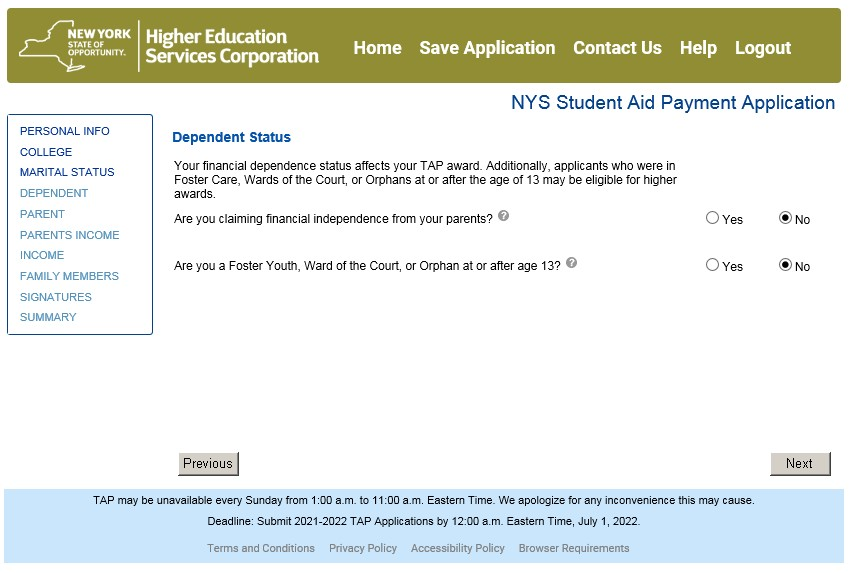 NEW YORK
STATE OF
OPPORTUNITY.
Higher Education
Services Corporation
Home Save Application Contact Us Help Logout
NYS Student Aid Payment Application
PERSONAL INFO
COLLEGE
MARITAL STATUS
DEPENDENT
PARENT
PARENTS INCOME
INCOME
FAMILY MEMBERS
SIGNATURES
SUMMARY
Dependent Status
Your financial dependence status affects your TAP award. Additionally, applicants who were in
Foster Care, Wards of the Court, or Orphans at or after the age of 13 may be eligible for higher
awards.
Are you claiming financial independence from your parents? ? Yes No
Are you a Foster Youth, Ward of the Court, or Orphan at or after age 13? ? Yes No
Previous Next
TAP may be unavailable every Sunday from 1:00 a.m. to 11:00 a.m. Eastern Time. We apologize for any inconvenience this may cause.
Deadline: Submit 2021-2022 TAP Applications by 12:00 a.m. Eastern Time, July 1, 2022.
Terms and Conditions Privacy Policy Accessibility Policy Browser Requirements